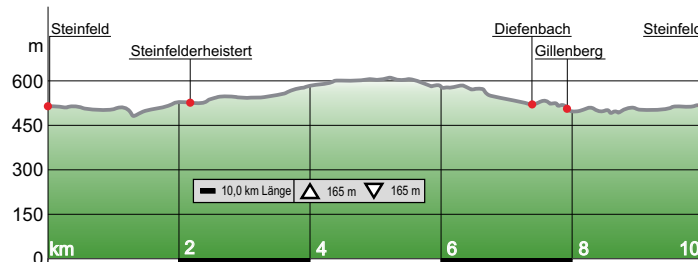 Steinfeld
Diefenbach
Steinfeld
m
Steinfelderheistert
Gillenberg
600
450
300
10,0 km Länge 165 m 165 m
150
0
km 2 4 6 8 10